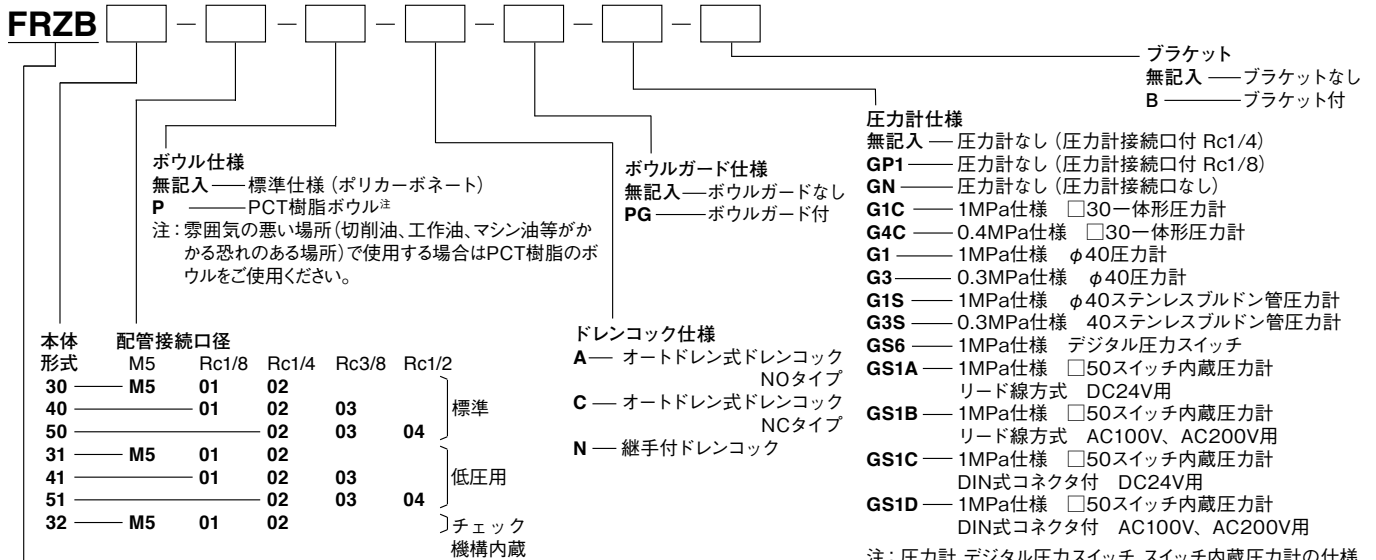 FRZB □ － □ － □ － □ － □ － □ － □
ブラケット
無記入 ── ブラケットなし
B ── ブラケット付
圧力計仕様
無記入 ── 圧力計なし（圧力計接続口付 Rc1/4）
GP1 ── 圧力計なし（圧力計接続口付 Rc1/8）
GN ── 圧力計なし（圧力計接続口なし）
G1C ── 1MPa仕様　□30一体形圧力計
G4C ── 0.4MPa仕様　□30一体形圧力計
G1 ── 1MPa仕様　φ40圧力計
G3 ── 0.3MPa仕様　φ40圧力計
G1S ── 1MPa仕様　φ40ステンレスブルドン管圧力計
G3S ── 0.3MPa仕様　40ステンレスブルドン管圧力計
GS6 ── 1MPa仕様　デジタル圧力スイッチ
GS1A ── 1MPa仕様　□50スイッチ内蔵圧力計
リード線方式　DC24V用
GS1B ── 1MPa仕様　□50スイッチ内蔵圧力計
リード線方式　AC100V、AC200V用
GS1C ── 1MPa仕様　□50スイッチ内蔵圧力計
DIN式コネクタ付　DC24V用
GS1D ── 1MPa仕様　□50スイッチ内蔵圧力計
DIN式コネクタ付　AC100V、AC200V用
ボウルガード仕様
無記入 ── ボウルガードなし
PG ── ボウルガード付
ボウル仕様
無記入 ── 標準仕様（ポリカーボネート）
P ── PCT樹脂ボウル注
注：雰囲気の悪い場所（切削油、工作油、マシン油等がか
かる恐れのある場所）で使用する場合はPCT樹脂のボ
ウルをご使用ください。
ドレンコック仕様
A ── オートドレン式ドレンコック
NOタイプ
C ── オートドレン式ドレンコック
NCタイプ
N ── 継手付ドレンコック
本体　配管接続口径
形式　M5　Rc1/8　Rc1/4　Rc3/8　Rc1/2
30 ── M5　01　02
40 ── 01　02　03　標準
50 ── 02　03　04
31 ── M5　01　02
41 ── 01　02　03　低圧用
51 ── 02　03　04
32 ── M5　01　02　チェック
機構内蔵
注：圧力計、デジタル圧力スイッチ、スイッチ内蔵圧力計の仕様